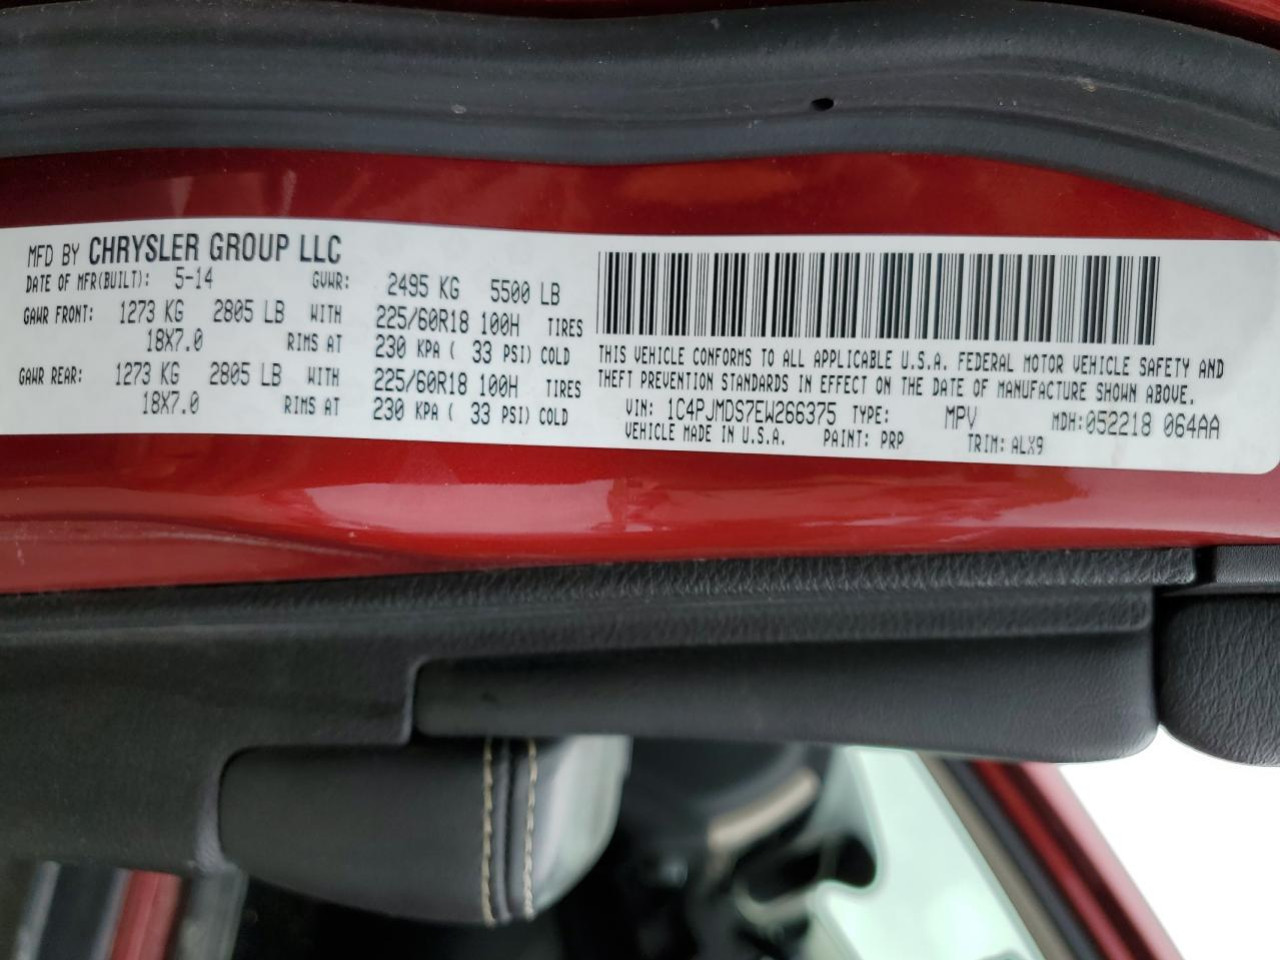 MFD BY CHRYSLER GROUP LLC
DATE OF MFR(BUILT): 5-14 GVWR: 2495 KG 5500 LB
GAWR FRONT: 1273 KG 2805 LB WITH 225/60R18 100H TIRES
18X7.0 RIMS AT 230 KPA ( 33 PSI) COLD
GAWR REAR: 1273 KG 2805 LB WITH 225/60R18 100H TIRES
18X7.0 RIMS AT 230 KPA ( 33 PSI) COLD
THIS VEHICLE CONFORMS TO ALL APPLICABLE U.S.A. FEDERAL MOTOR VEHICLE SAFETY AND
THEFT PREVENTION STANDARDS IN EFFECT ON THE DATE OF MANUFACTURE SHOWN ABOVE.
VIN: 1C4PJMDS7EW266375 TYPE: MPV MDH:052218 064AA
VEHICLE MADE IN U.S.A. PAINT: PRP TRIM: ALX9